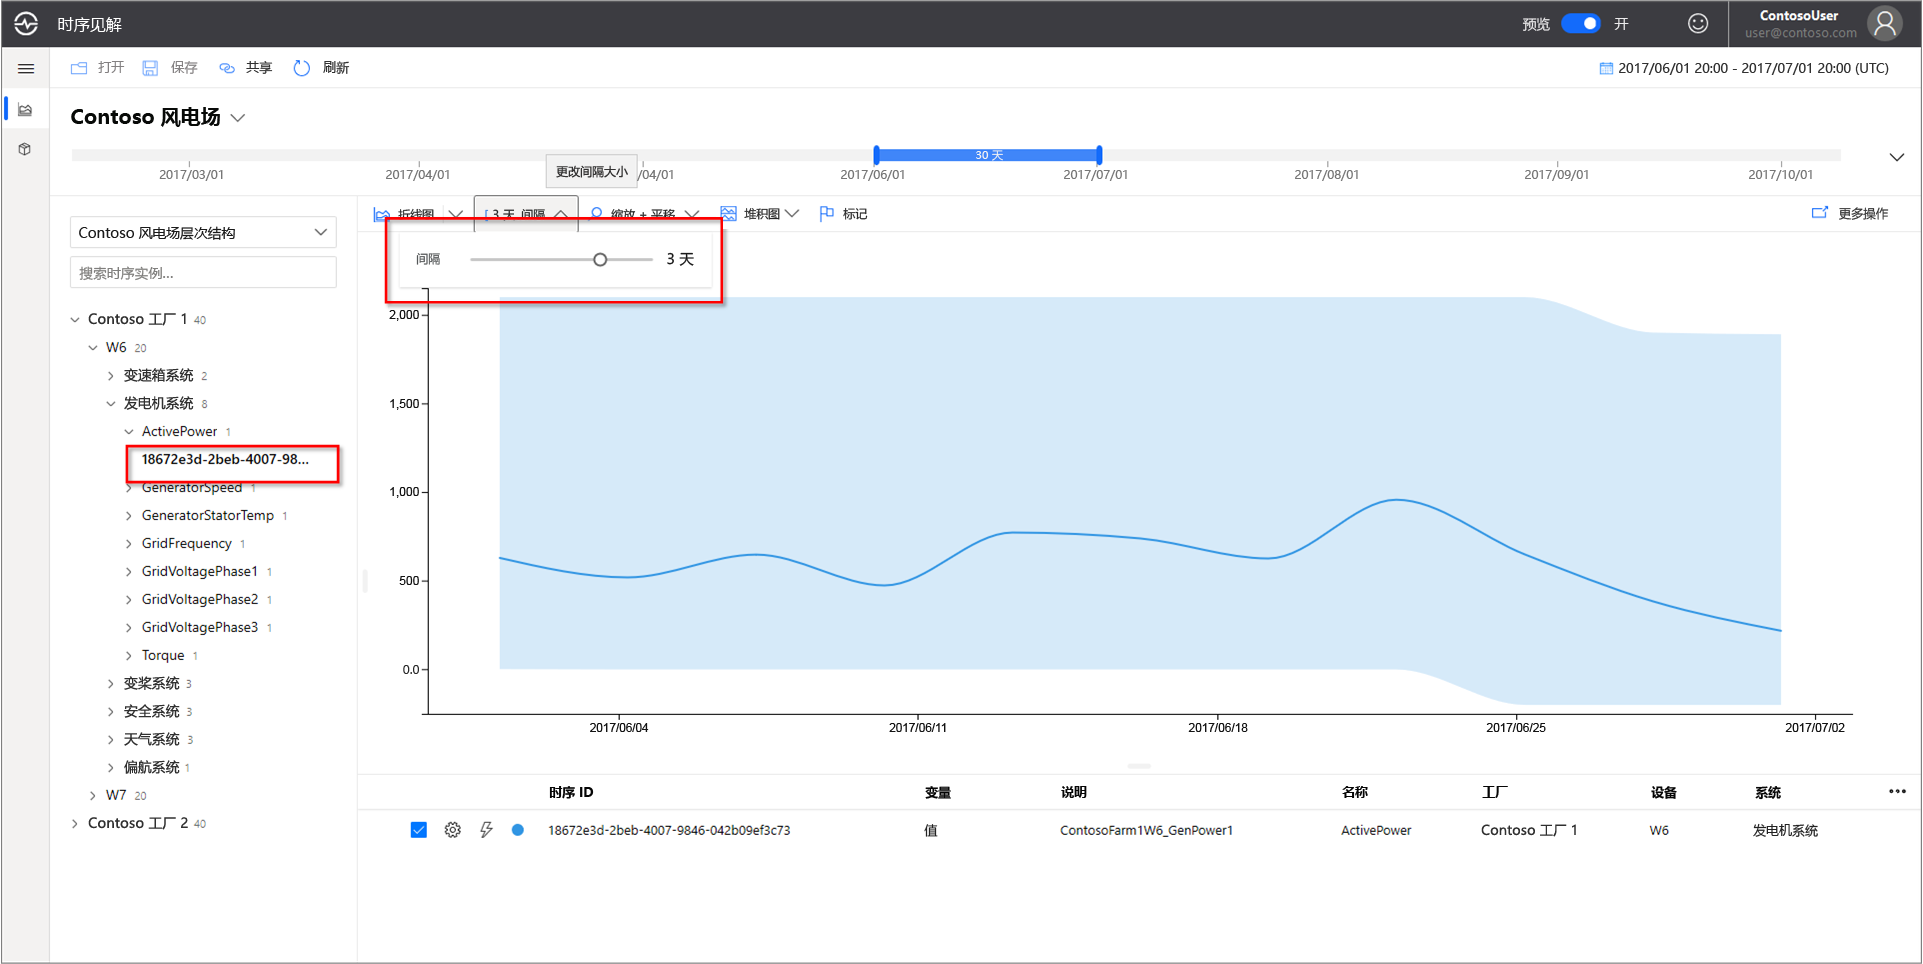 时序见解
预览 开
ContosoUser
user@contoso.com
打开 保存 共享 刷新
2017/06/01 20:00 - 2017/07/01 20:00 (UTC)
Contoso 风电场
30 天
更改间隔大小
2017/03/01 2017/04/01 /04/01 2017/06/01 2017/07/01 2017/08/01 2017/09/01 2017/10/01
折线图 3 天 间隔 缩放 + 平移 堆积图 标记 更多操作
间隔 3 天
Contoso 风电场层次结构
搜索时序实例...
Contoso 工厂 1 40
W6 20
变速箱系统 2
发电机系统 8
ActivePower 1
18672e3d-2beb-4007-98...
GeneratorSpeed 1
GeneratorStatorTemp 1
GridFrequency 1
GridVoltagePhase1 1
GridVoltagePhase2 1
GridVoltagePhase3 1
Torque 1
变桨系统 3
安全系统 3
天气系统 3
偏航系统 1
W7 20
Contoso 工厂 2 40
2,000
1,500
1,000
500
0.0
2017/06/04 2017/06/11 2017/06/18 2017/06/25 2017/07/02
时序 ID 变量 说明 名称 工厂 设备 系统
18672e3d-2beb-4007-9846-042b09ef3c73 值 ContosoFarm1W6_GenPower1 ActivePower Contoso 工厂 1 W6 发电机系统